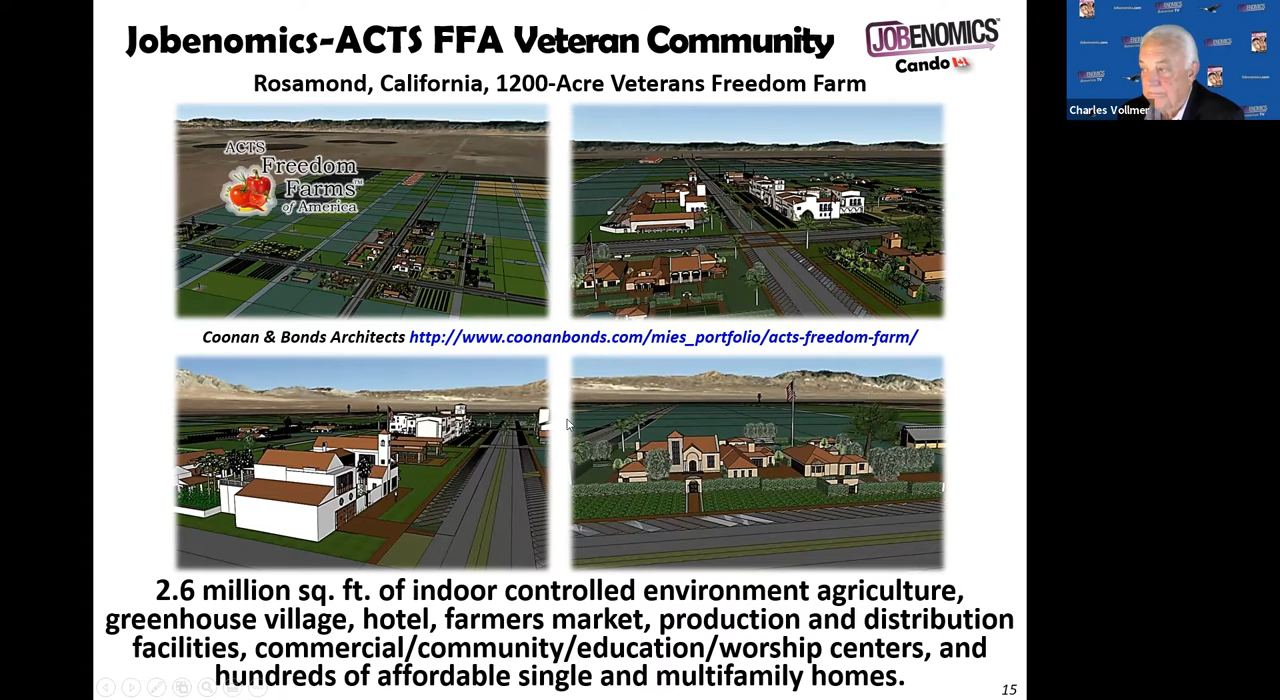 Jobenomics-ACTS FFA Veteran Community
JOBENOMICS™
Cando
Rosamond, California, 1200-Acre Veterans Freedom Farm
ACTS
Freedom
Farms™
of America
Coonan & Bonds Architects http://www.coonanbonds.com/mies_portfolio/acts-freedom-farm/
2.6 million sq. ft. of indoor controlled environment agriculture,
greenhouse village, hotel, farmers market, production and distribution
facilities, commercial/community/education/worship centers, and
hundreds of affordable single and multifamily homes.
15
Charles Vollmer